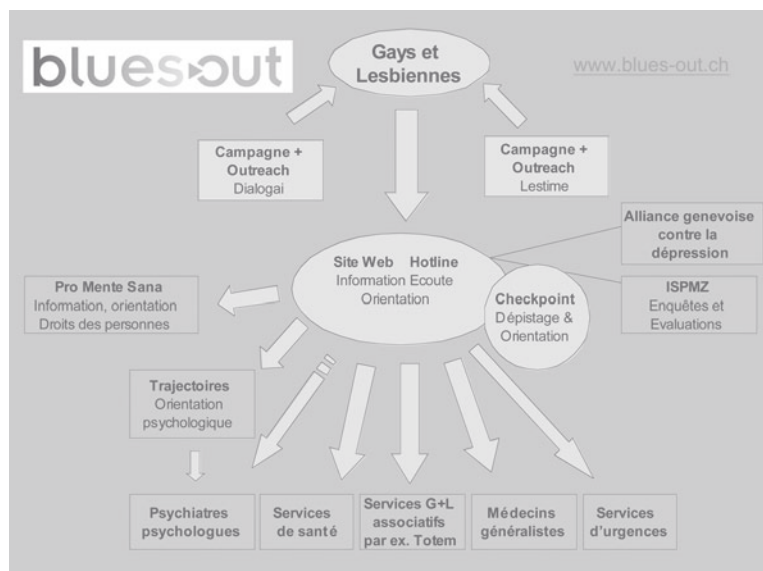 blues-out
Gays et
Lesbiennes
www.blues-out.ch
Campagne +
Outreach
Dialogai
Campagne +
Outreach
Lestime
Alliance genevoise
contre la
dépression
Site Web Hotline
Information Ecoute
Orientation
Pro Mente Sana
Information, orientation
Droits des personnes
Checkpoint
Dépistage &
Orientation
ISPMZ
Enquêtes et
Evaluations
Trajectoires
Orientation
psychologique
Psychiatres
psychologues
Services
de santé
Services G+L
associatifs
par ex. Totem
Médecins
généralistes
Services
d'urgences